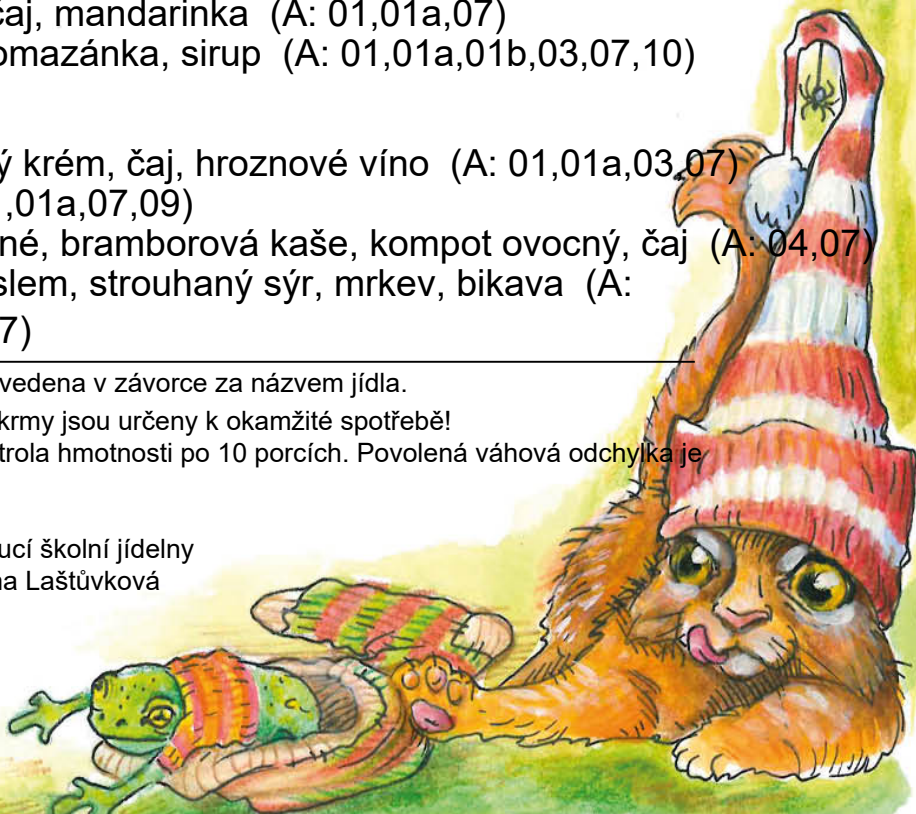 čaj, mandarinka (A: 01,01a,07)
omazánka, sirup (A: 01,01a,01b,03,07,10)
ý krém, čaj, hroznové víno (A: 01,01a,03,07)
,01a,07,09)
né, bramborová kaše, kompot ovocný, čaj (A: 04,07)
slem, strouhaný sýr, mrkev, bikava (A:
7)
vedena v závorce za názvem jídla.
krmy jsou určeny k okamžité spotřebě!
trola hmotnosti po 10 porcích. Povolená váhová odchylka je
ucí školní jídelny
na Laštůvková